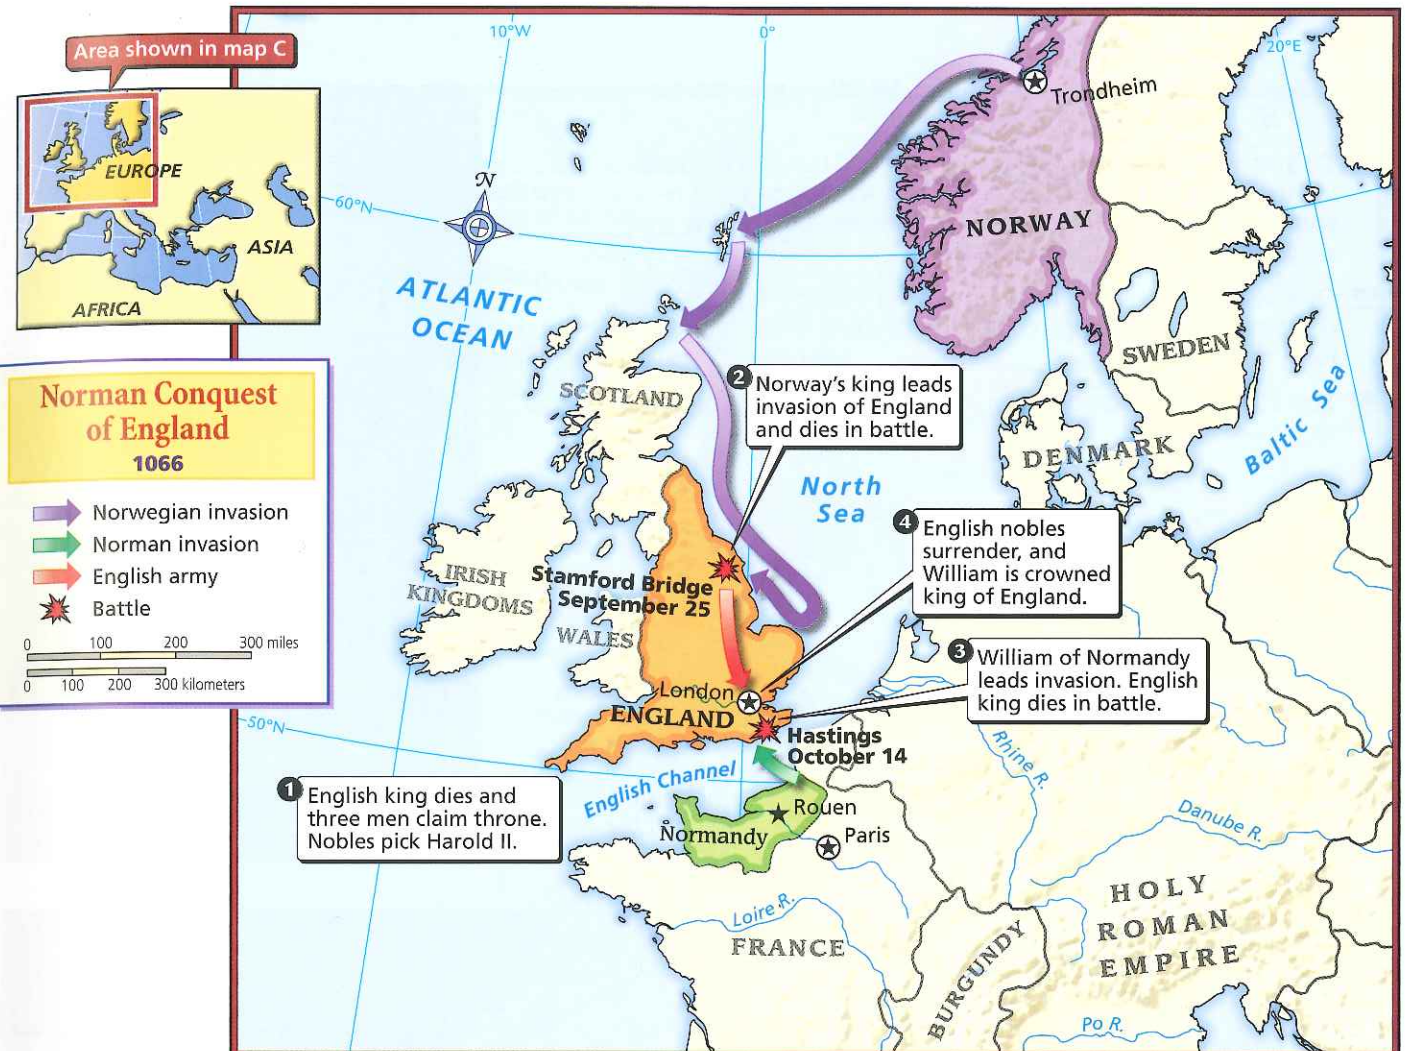 Area shown in map C
EUROPE
ASIA
AFRICA
Norman Conquest
of England
1066
Norwegian invasion
Norman invasion
English army
Battle
0 100 200 300 miles
0 100 200 300 kilometers
10°W
0°
20°E
60°N
50°N
N
Trondheim
NORWAY
ATLANTIC
OCEAN
SWEDEN
SCOTLAND
2 Norway's king leads
invasion of England
and dies in battle.
DENMARK
Baltic Sea
North
Sea
4 English nobles
surrender, and
William is crowned
king of England.
IRISH
KINGDOMS
Stamford Bridge
September 25
WALES
3 William of Normandy
leads invasion. English
king dies in battle.
London
ENGLAND
Hastings
October 14
English Channel
1 English king dies and
three men claim throne.
Nobles pick Harold II.
Normandy
Rouen
Paris
Rhine R.
Danube R.
Loire R.
FRANCE
BURGUNDY
HOLY
ROMAN
EMPIRE
Po R.